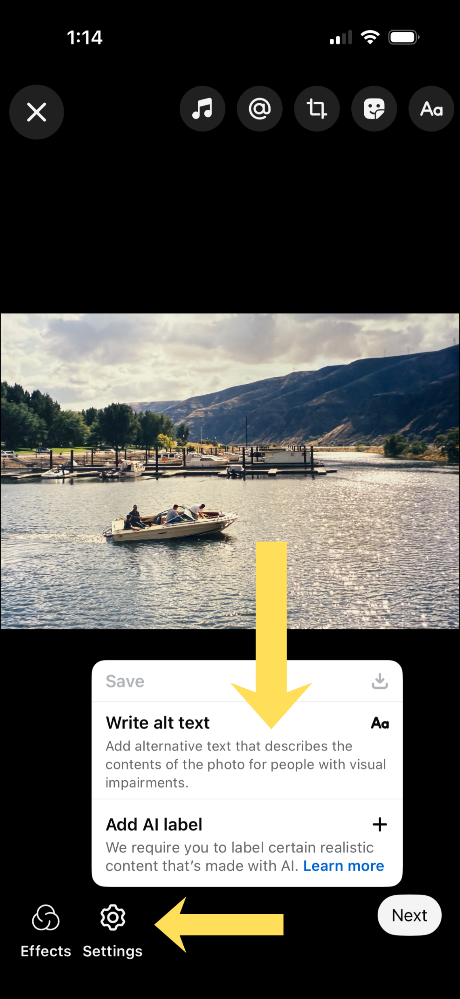 1:14
@
Aa
Save
Write alt text
Aa
Add alternative text that describes the
contents of the photo for people with visual
impairments.
Add AI label
We require you to label certain realistic
content that’s made with AI. Learn more
Next
Effects
Settings